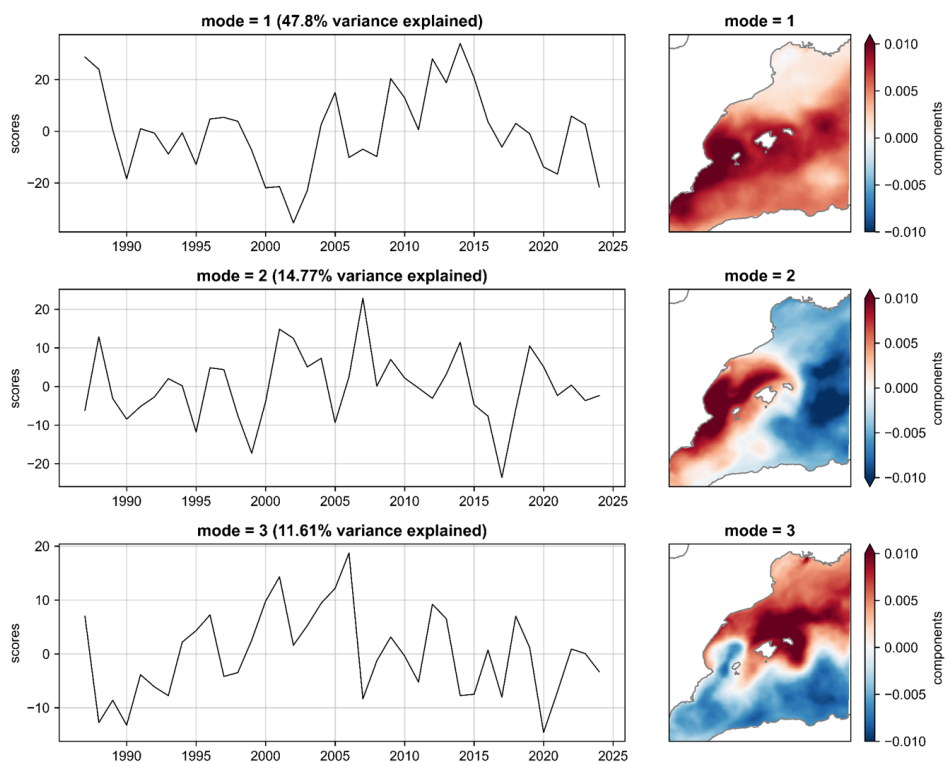 mode = 1 (47.8% variance explained)
mode = 1
scores
20
0
−20
1990 1995 2000 2005 2010 2015 2020 2025
0.010
0.005
0.000
−0.005
−0.010
components
mode = 2 (14.77% variance explained)
mode = 2
scores
20
10
0
−10
−20
1990 1995 2000 2005 2010 2015 2020 2025
0.010
0.005
0.000
−0.005
−0.010
components
mode = 3 (11.61% variance explained)
mode = 3
scores
20
10
0
−10
1990 1995 2000 2005 2010 2015 2020 2025
0.010
0.005
0.000
−0.005
−0.010
components